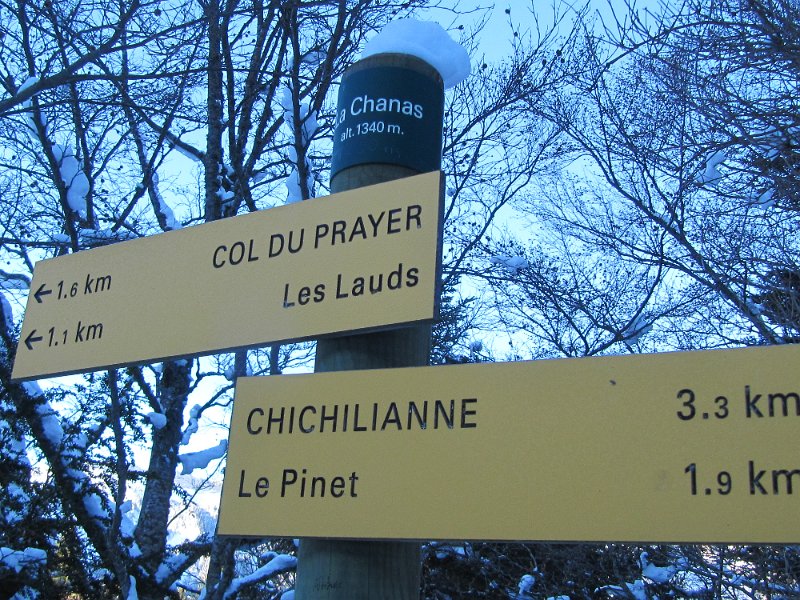 La Chanas
alt. 1340 m.
COL DU PRAYER
← 1.6 km
Les Lauds
← 1.1 km
CHICHILIANNE 3.3 km
Le Pinet 1.9 km